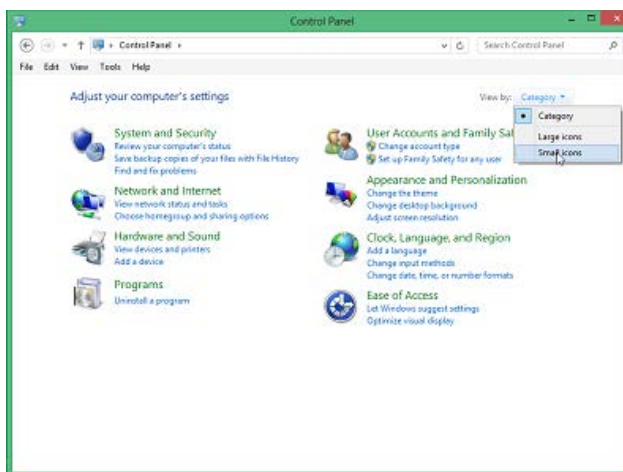 Control Panel
Control Panel
Search Control Panel
File Edit View Tools Help
Adjust your computer's settings
View by: Category
Category
Large icons
Small icons
System and Security
Review your computer's status
Save backup copies of your files with File History
Find and fix problems
Network and Internet
View network status and tasks
Choose homegroup and sharing options
Hardware and Sound
View devices and printers
Add a device
Programs
Uninstall a program
User Accounts and Family Saf
Change account type
Set up Family Safety for any user
Appearance and Personalization
Change the theme
Change desktop background
Adjust screen resolution
Clock, Language, and Region
Add a language
Change input methods
Change date, time, or number formats
Ease of Access
Let Windows suggest settings
Optimize visual display